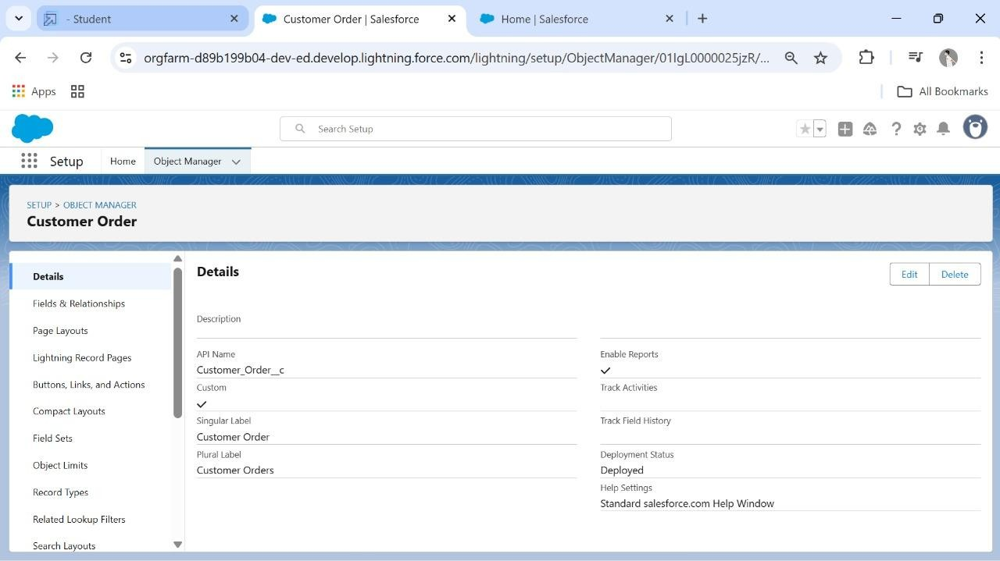 - Student
Customer Order | Salesforce
Home | Salesforce
orgfarm-d89b199b04-dev-ed.develop.lightning.force.com/lightning/setup/ObjectManager/01IgL0000025jzR/...
Apps
All Bookmarks
Search Setup
Setup
Home
Object Manager
SETUP > OBJECT MANAGER
Customer Order
Details
Fields & Relationships
Page Layouts
Lightning Record Pages
Buttons, Links, and Actions
Compact Layouts
Field Sets
Object Limits
Record Types
Related Lookup Filters
Search Layouts
Details
Edit
Delete
Description
API Name
Customer_Order__c
Custom
Singular Label
Customer Order
Plural Label
Customer Orders
Enable Reports
Track Activities
Track Field History
Deployment Status
Deployed
Help Settings
Standard salesforce.com Help Window